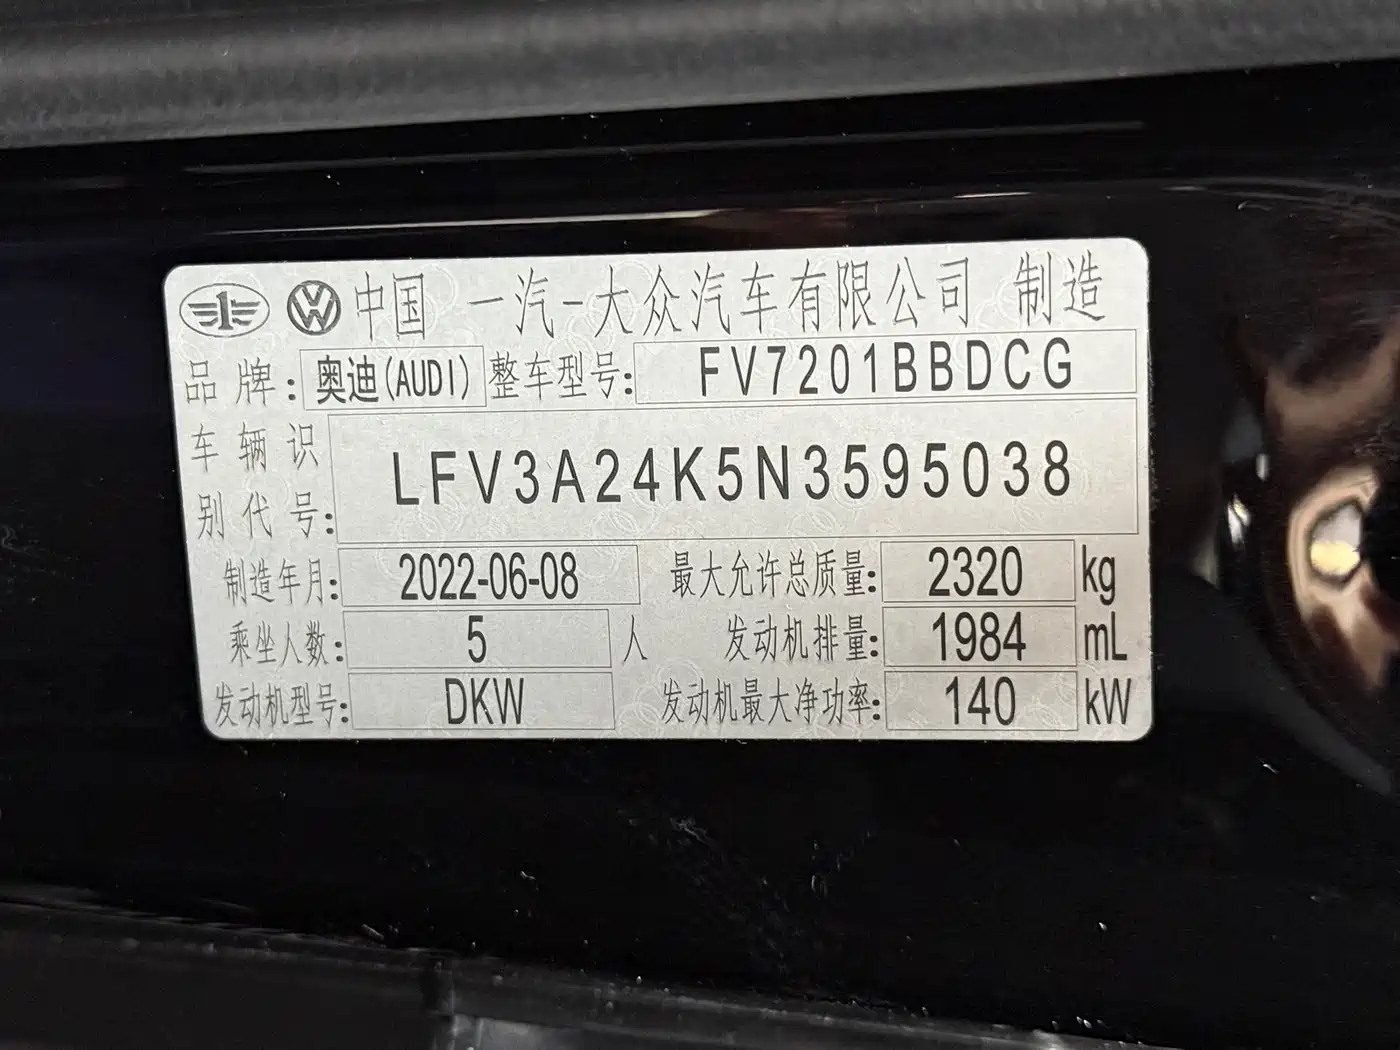 中国 一汽-大众汽车有限公司 制造
品牌: 奥迪(AUDI) 整车型号: FV7201BBDCG
车辆识别代号: LFV3A24K5N3595038
制造年月: 2022-06-08 最大允许总质量: 2320 kg
乘坐人数: 5 人 发动机排量: 1984 mL
发动机型号: DKW 发动机最大净功率: 140 kW